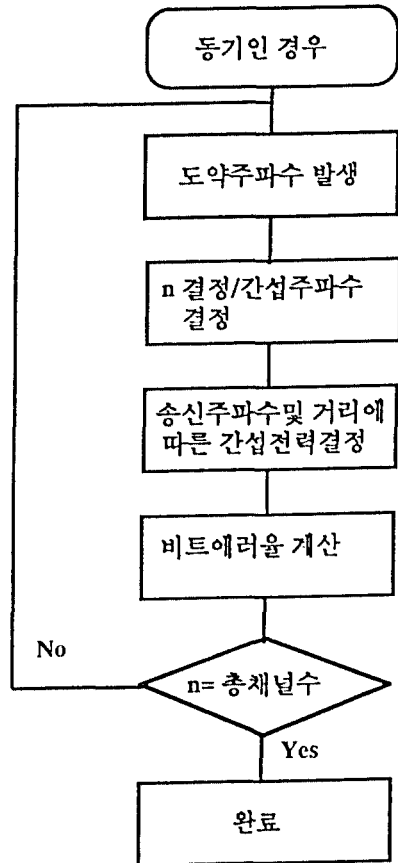 동기인 경우
도약주파수 발생
n 결정/간섭주파수
결정
송신주파수및 거리에
따른 간섭전력결정
비트에러율 계산
No
n= 총채널수
Yes
완료